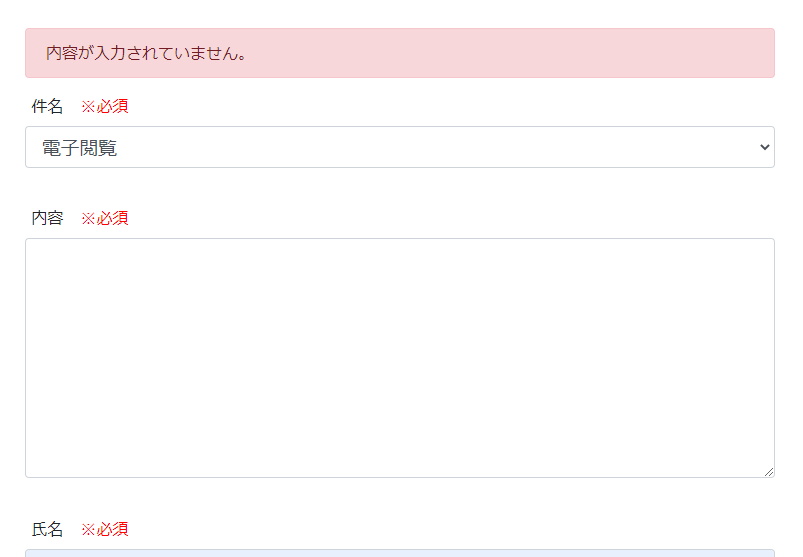 内容が入力されていません。
件名 ※必須
電子閲覧
内容 ※必須
氏名 ※必須